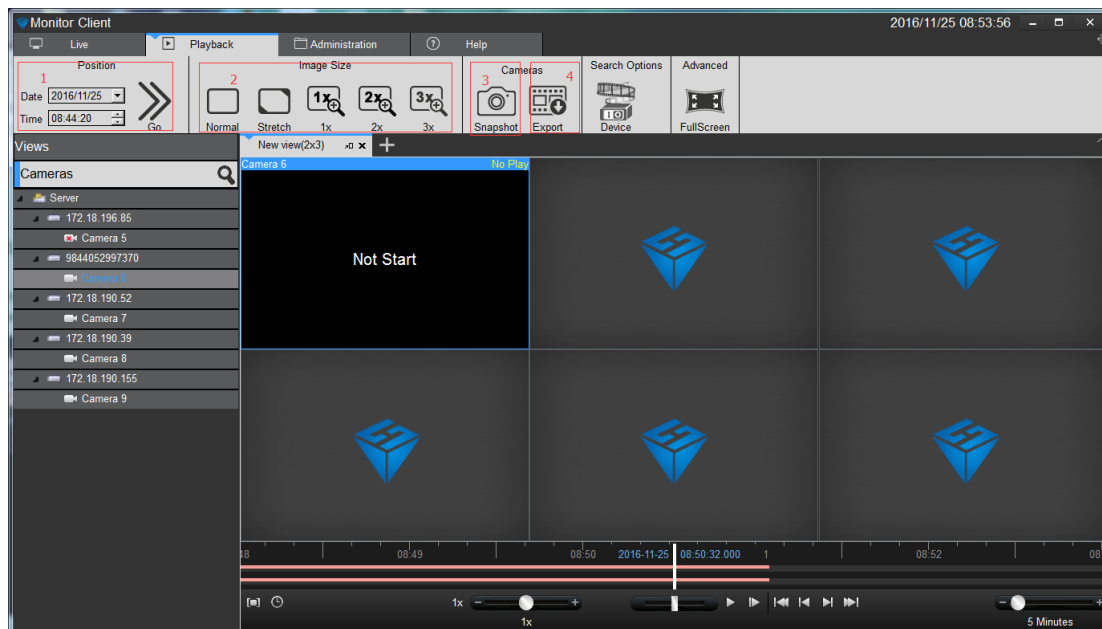 Monitor Client
2016/11/25 08:53:56
Live
Playback
Administration
Help
Position
1
Date 2016/11/25
Time 08:44:20
Go
Image Size
2
Normal
Stretch
1x
1x
2x
2x
3x
3x
Cameras
3
4
Snapshot
Export
Search Options
Device
Advanced
FullScreen
Views
New view(2x3)
Cameras
Server
172.18.196.85
Camera 5
9844052997370
Camera 6
172.18.190.52
Camera 7
172.18.190.39
Camera 8
172.18.190.155
Camera 9
Camera 6
No Play
Not Start
08:49
08:50
2016-11-25
08:50:32.000
08:52
1x
1x
5 Minutes